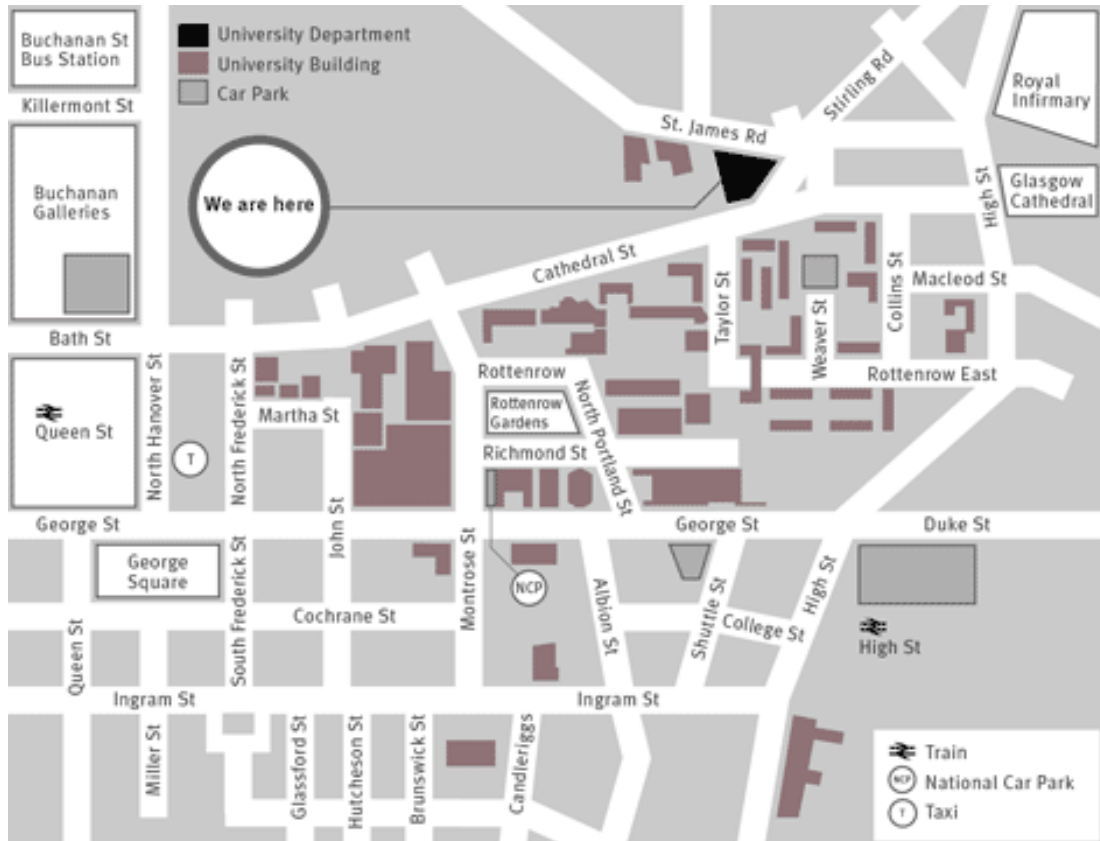 Buchanan St
Bus Station
University Department
University Building
Car Park
Killermont St
Stirling Rd
Royal
Infirmary
St. James Rd
Buchanan
Galleries
We are here
High St
Glasgow
Cathedral
Cathedral St
Taylor St
Collins St
Macleod St
Weaver St
Bath St
North Hanover St
North Frederick St
Rottenrow
Rottenrow East
Queen St
Martha St
Rottenrow
Gardens
North Portland St
T
Richmond St
George St
John St
Montrose St
George St
Duke St
George
Square
South Frederick St
NCP
Albion St
Shuttle St
High St
Cochrane St
College St
High St
Queen St
Ingram St
Ingram St
Miller St
Glassford St
Hutcheson St
Brunswick St
Candleriggs
Train
NCP National Car Park
T Taxi